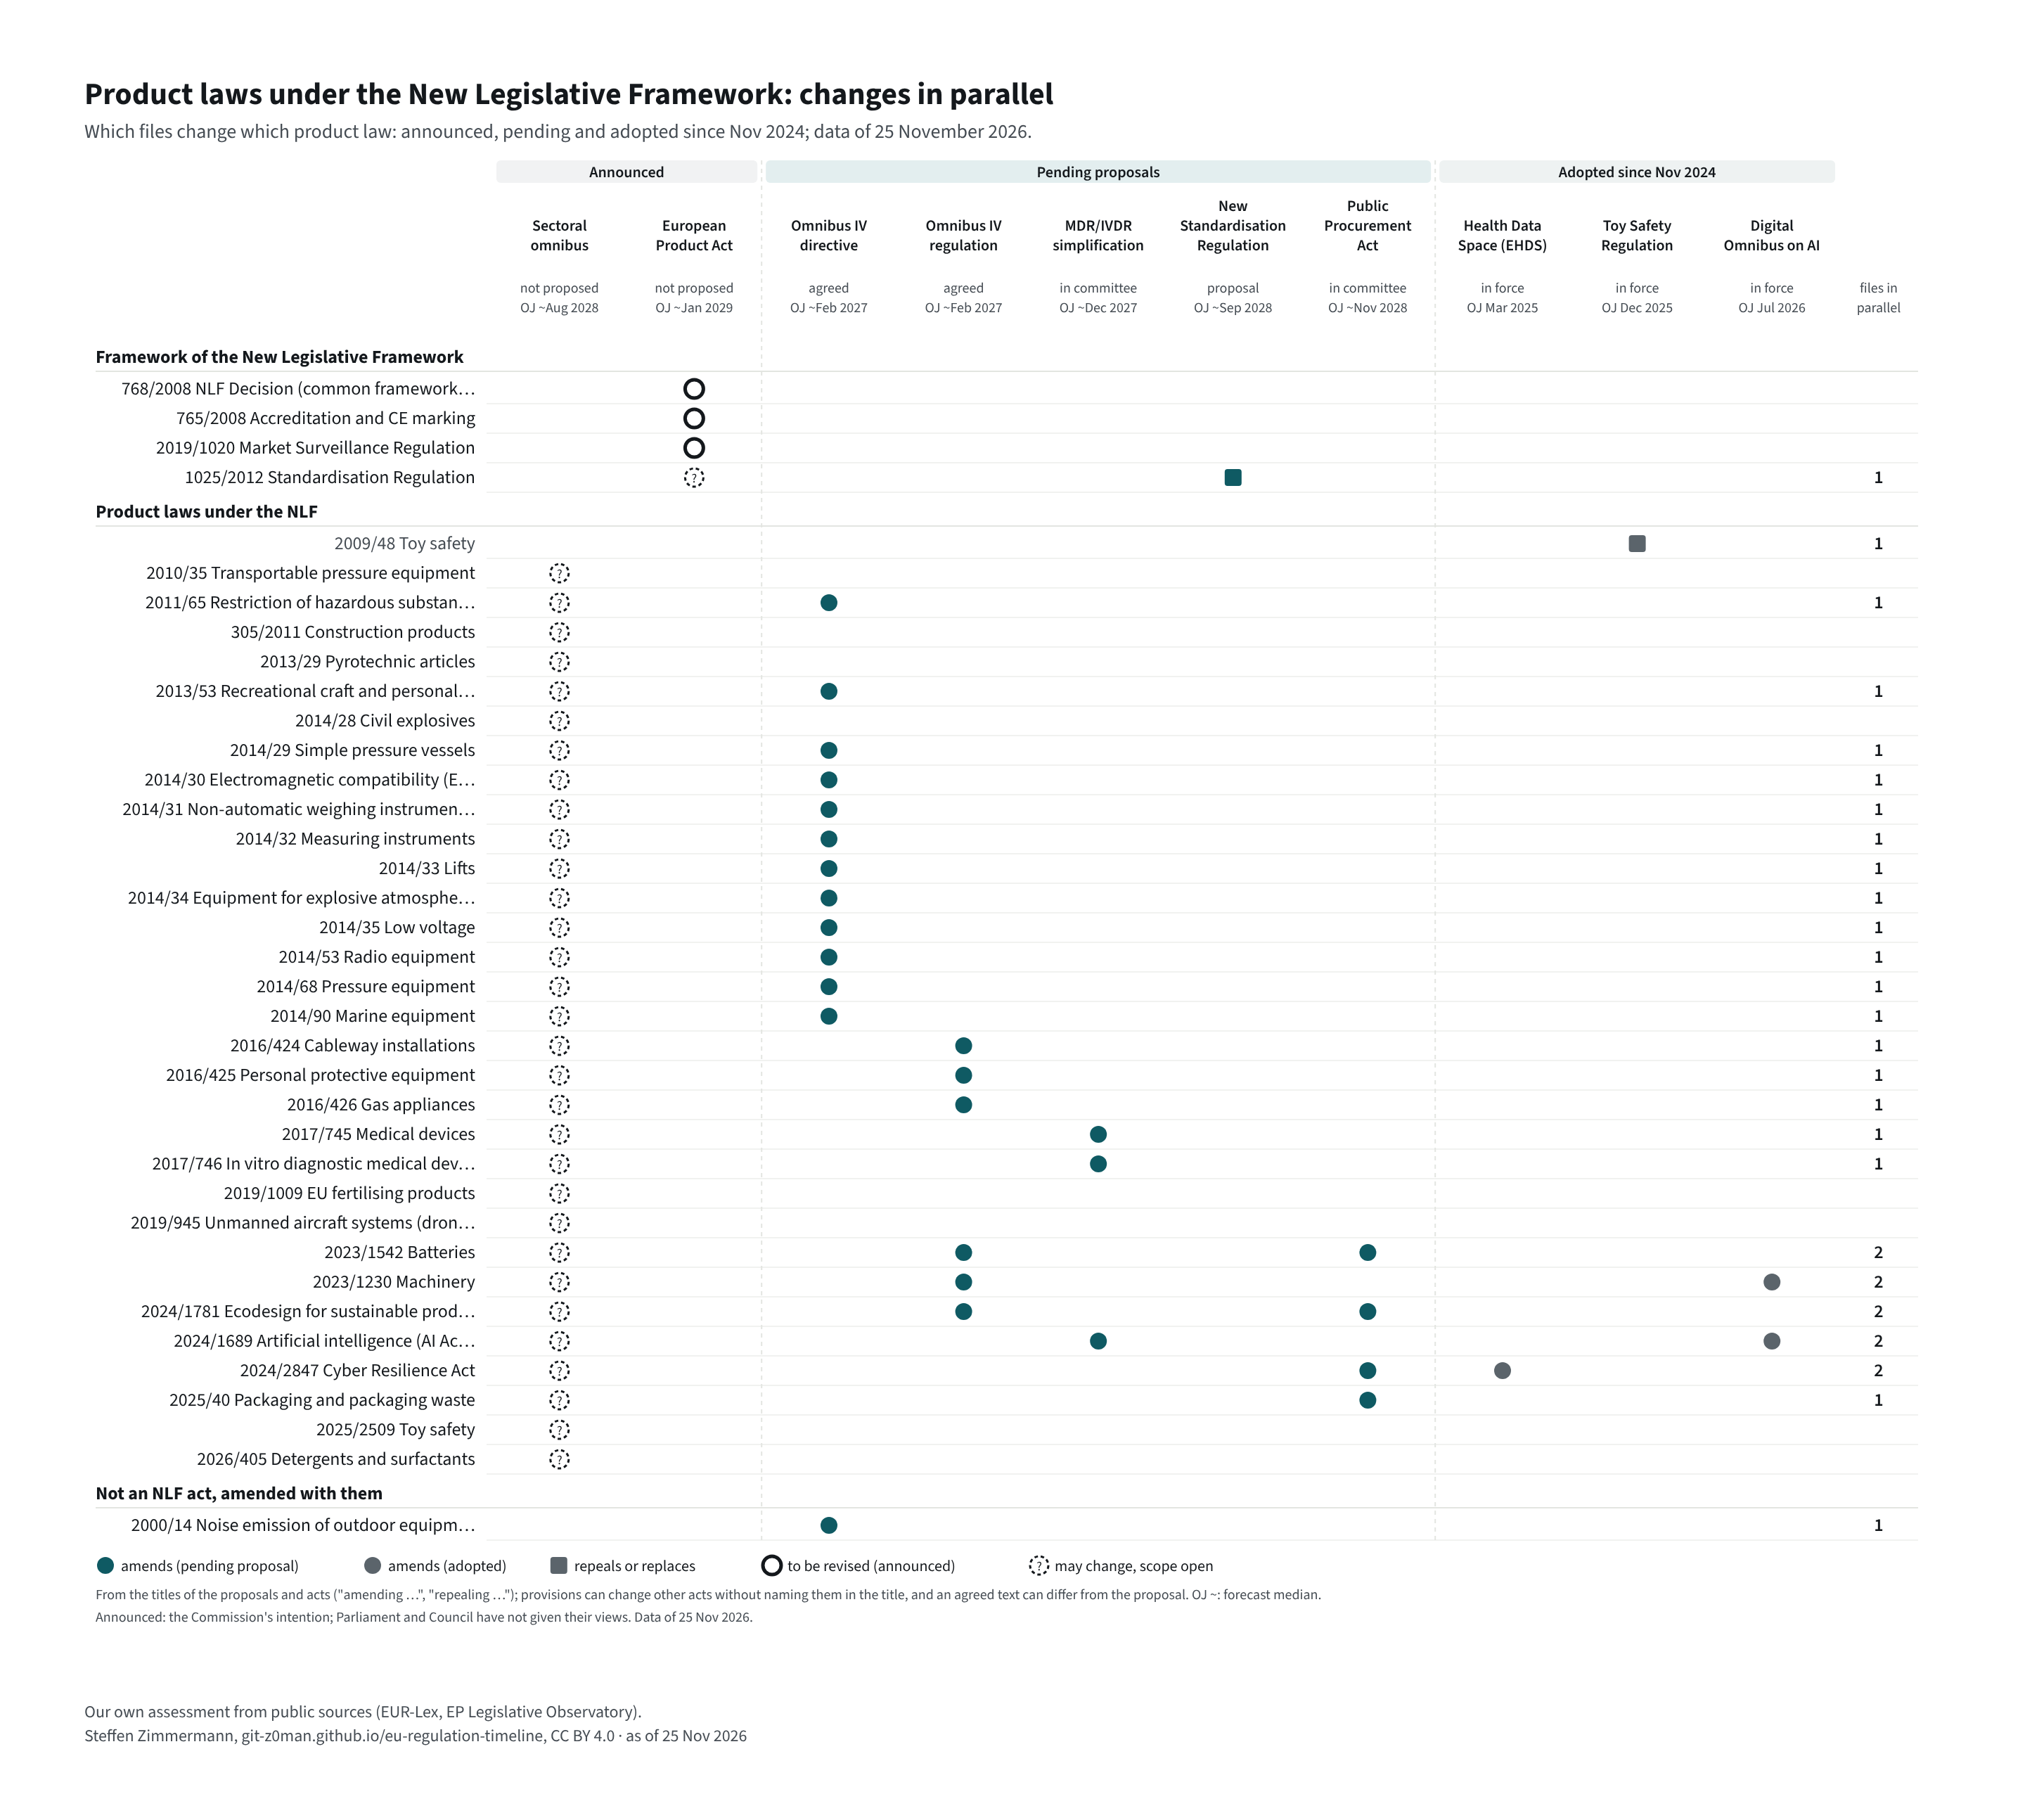 Product laws under the New Legislative Framework: changes in parallel
Which files change which product law: announced, pending and adopted since Nov 2024; data of 25 November 2026.
Announced
Pending proposals
Adopted since Nov 2024
Sectoral omnibus
European Product Act
Omnibus IV directive
Omnibus IV regulation
MDR/IVDR simplification
New Standardisation Regulation
Public Procurement Act
Health Data Space (EHDS)
Toy Safety Regulation
Digital Omnibus on AI
not proposed
OJ ~Aug 2028
not proposed
OJ ~Jan 2029
agreed
OJ ~Feb 2027
agreed
OJ ~Feb 2027
in committee
OJ ~Dec 2027
proposal
OJ ~Sep 2028
in committee
OJ ~Nov 2028
in force
OJ Mar 2025
in force
OJ Dec 2025
in force
OJ Jul 2026
files in parallel
Framework of the New Legislative Framework
768/2008 NLF Decision (common framework…
765/2008 Accreditation and CE marking
2019/1020 Market Surveillance Regulation
1025/2012 Standardisation Regulation ? 1
Product laws under the NLF
2009/48 Toy safety 1
2010/35 Transportable pressure equipment ?
2011/65 Restriction of hazardous substan… ? 1
305/2011 Construction products ?
2013/29 Pyrotechnic articles ?
2013/53 Recreational craft and personal… ? 1
2014/28 Civil explosives ?
2014/29 Simple pressure vessels ? 1
2014/30 Electromagnetic compatibility (E… ? 1
2014/31 Non-automatic weighing instrumen… ? 1
2014/32 Measuring instruments ? 1
2014/33 Lifts ? 1
2014/34 Equipment for explosive atmosphe… ? 1
2014/35 Low voltage ? 1
2014/53 Radio equipment ? 1
2014/68 Pressure equipment ? 1
2014/90 Marine equipment ? 1
2016/424 Cableway installations ? 1
2016/425 Personal protective equipment ? 1
2016/426 Gas appliances ? 1
2017/745 Medical devices ? 1
2017/746 In vitro diagnostic medical dev… ? 1
2019/1009 EU fertilising products ?
2019/945 Unmanned aircraft systems (dron… ?
2023/1542 Batteries ? 2
2023/1230 Machinery ? 2
2024/1781 Ecodesign for sustainable prod… ? 2
2024/1689 Artificial intelligence (AI Ac… ? 2
2024/2847 Cyber Resilience Act ? 2
2025/40 Packaging and packaging waste ? 1
2025/2509 Toy safety ?
2026/405 Detergents and surfactants ?
Not an NLF act, amended with them
2000/14 Noise emission of outdoor equipm… 1
amends (pending proposal) amends (adopted) repeals or replaces to be revised (announced) ? may change, scope open
From the titles of the proposals and acts ("amending …", "repealing …"); provisions can change other acts without naming them in the title, and an agreed text can differ from the proposal. OJ ~: forecast median.
Announced: the Commission's intention; Parliament and Council have not given their views. Data of 25 Nov 2026.
Our own assessment from public sources (EUR-Lex, EP Legislative Observatory).
Steffen Zimmermann, git-z0man.github.io/eu-regulation-timeline, CC BY 4.0 · as of 25 Nov 2026